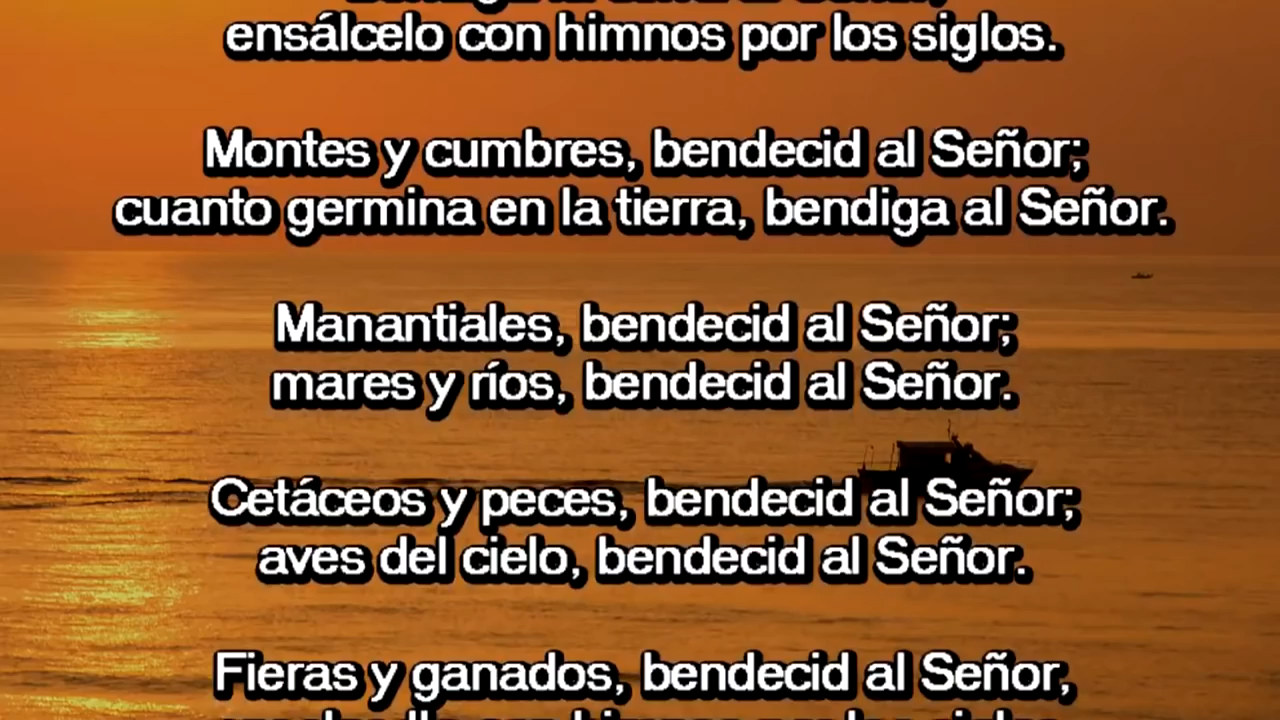 ensálcelo con himnos por los siglos.
Montes y cumbres, bendecid al Señor;
cuanto germina en la tierra, bendiga al Señor.
Manantiales, bendecid al Señor;
mares y ríos, bendecid al Señor.
Cetáceos y peces, bendecid al Señor;
aves del cielo, bendecid al Señor.
Fieras y ganados, bendecid al Señor,